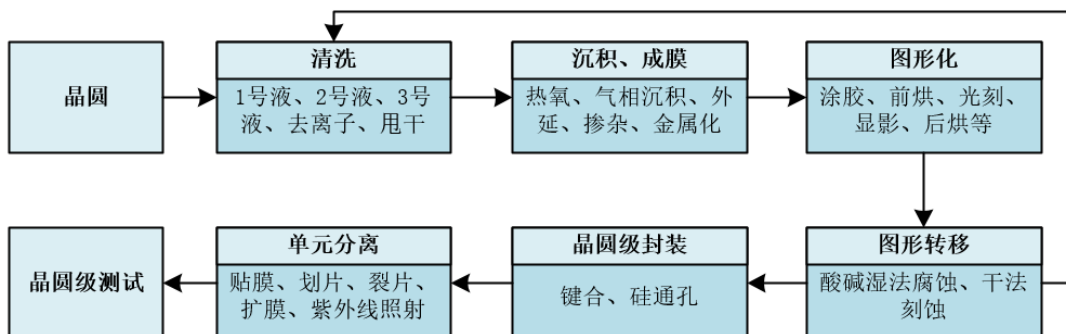 晶圆
清洗
1号液、2号液、3号
液、去离子、甩干
沉积、成膜
热氧、气相沉积、外
延、掺杂、金属化
图形化
涂胶、前烘、光刻、
显影、后烘等
晶圆级测试
单元分离
贴膜、划片、裂片、
扩膜、紫外线照射
晶圆级封装
键合、硅通孔
图形转移
酸碱湿法腐蚀、干法
刻蚀